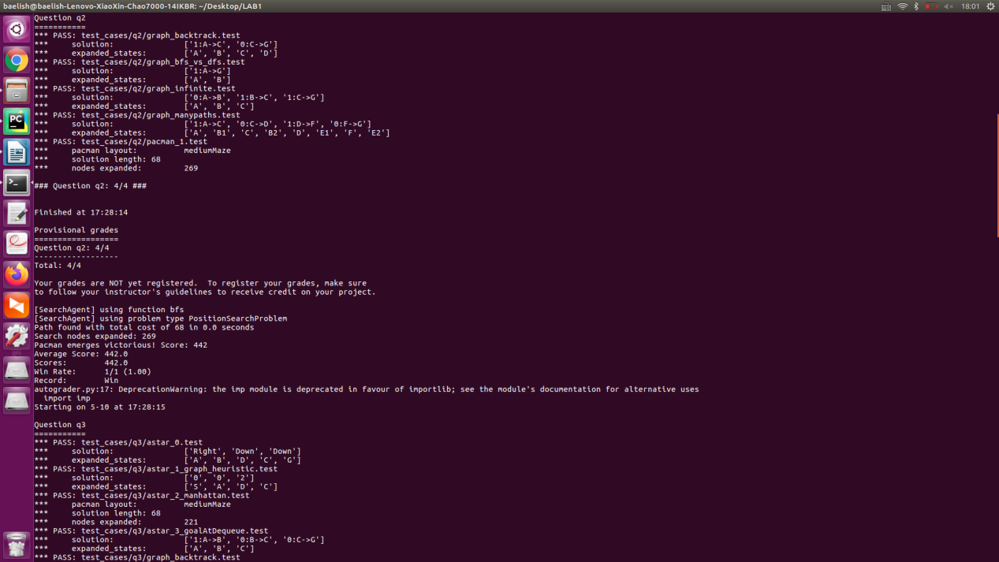 baelish@baelish-Lenovo-XiaoXin-Chao7000-14IKBR: ~/Desktop/LAB1
18:01
Question q2
===========
*** PASS: test_cases/q2/graph_backtrack.test
***     solution:               ['1:A->C', '0:C->G']
***     expanded_states:        ['A', 'B', 'C', 'D']
*** PASS: test_cases/q2/graph_bfs_vs_dfs.test
***     solution:               ['1:A->G']
***     expanded_states:        ['A', 'B']
*** PASS: test_cases/q2/graph_infinite.test
***     solution:               ['0:A->B', '1:B->C', '1:C->G']
***     expanded_states:        ['A', 'B', 'C']
*** PASS: test_cases/q2/graph_manypaths.test
***     solution:               ['1:A->C', '0:C->D', '1:D->F', '0:F->G']
***     expanded_states:        ['A', 'B1', 'C', 'B2', 'D', 'E1', 'F', 'E2']
*** PASS: test_cases/q2/pacman_1.test
***     pacman layout:          mediumMaze
***     solution length: 68
***     nodes expanded:         269
### Question q2: 4/4 ###
Finished at 17:28:14
Provisional grades
==================
Question q2: 4/4
------------------
Total: 4/4
Your grades are NOT yet registered.  To register your grades, make sure
to follow your instructor's guidelines to receive credit on your project.
[SearchAgent] using function bfs
[SearchAgent] using problem type PositionSearchProblem
Path found with total cost of 68 in 0.0 seconds
Search nodes expanded: 269
Pacman emerges victorious! Score: 442
Average Score: 442.0
Scores:        442.0
Win Rate:      1/1 (1.00)
Record:        Win
autograder.py:17: DeprecationWarning: the imp module is deprecated in favour of importlib; see the module's documentation for alternative uses
  import imp
Starting on 5-10 at 17:28:15
Question q3
===========
*** PASS: test_cases/q3/astar_0.test
***     solution:               ['Right', 'Down', 'Down']
***     expanded_states:        ['A', 'B', 'D', 'C', 'G']
*** PASS: test_cases/q3/astar_1_graph_heuristic.test
***     solution:               ['0', '0', '2']
***     expanded_states:        ['S', 'A', 'D', 'C']
*** PASS: test_cases/q3/astar_2_manhattan.test
***     pacman layout:          mediumMaze
***     solution length: 68
***     nodes expanded:         221
*** PASS: test_cases/q3/astar_3_goalAtDequeue.test
***     solution:               ['1:A->B', '0:B->C', '0:C->G']
***     expanded_states:        ['A', 'B', 'C']
*** PASS: test_cases/q3/graph_backtrack.test
PC